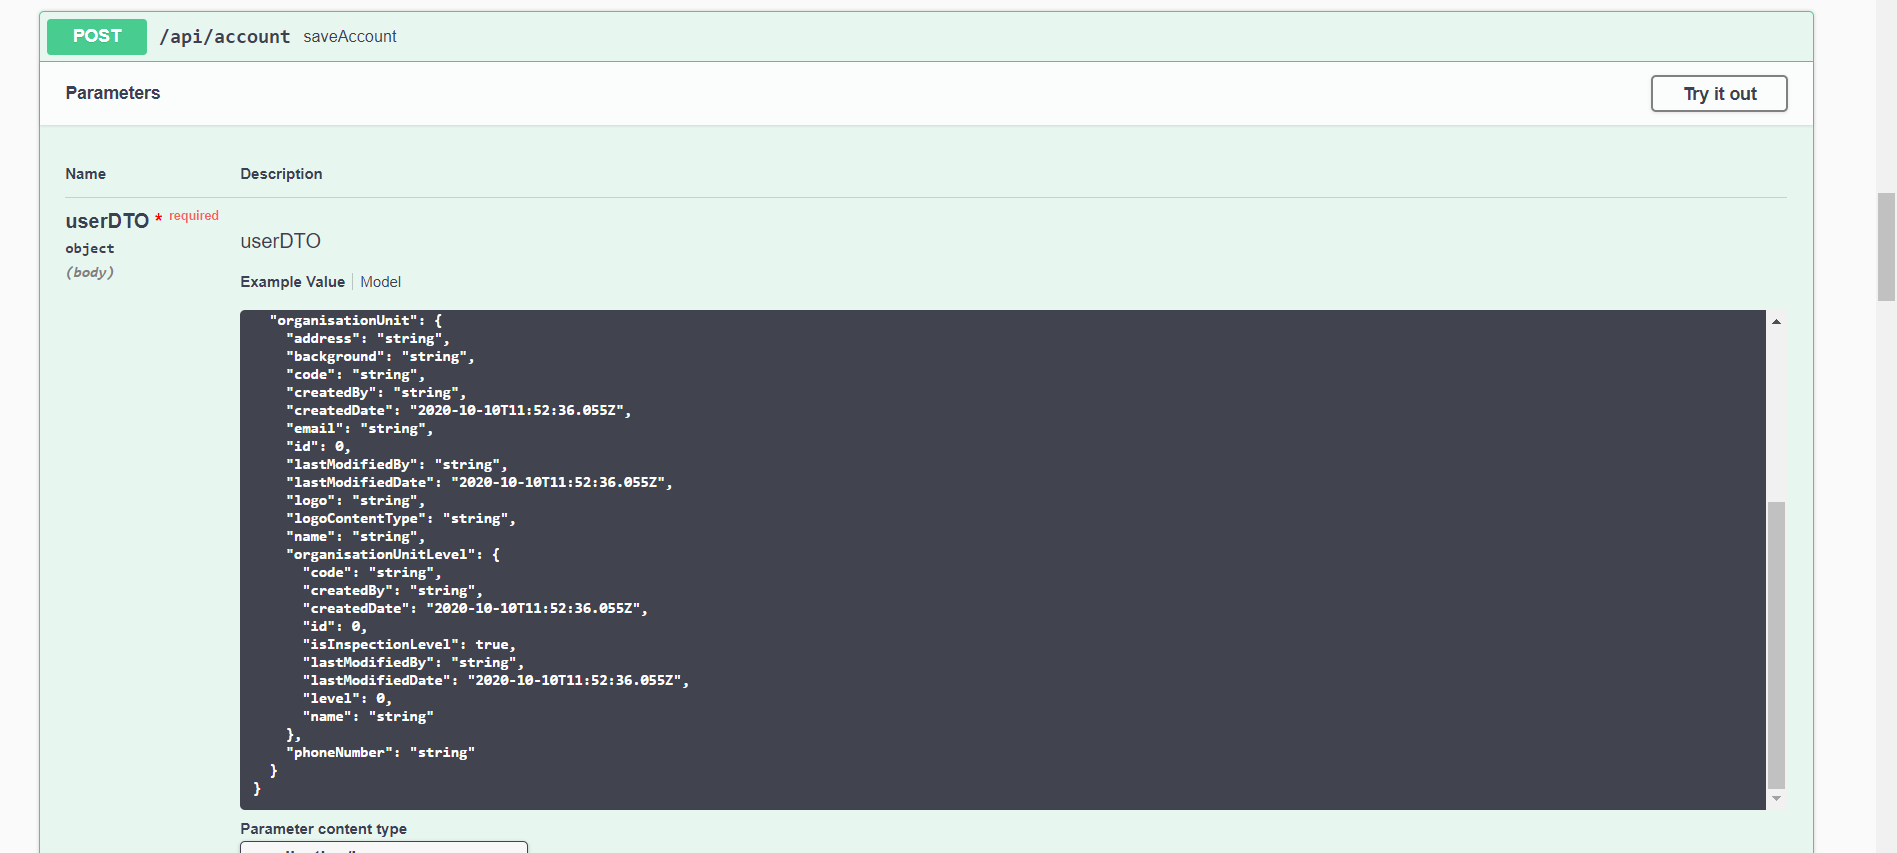 POST /api/account saveAccount
Parameters
Try it out
Name Description
userDTO * required
object
(body)
userDTO
Example Value Model
"organisationUnit": {
"address": "string",
"background": "string",
"code": "string",
"createdBy": "string",
"createdDate": "2020-10-10T11:52:36.055Z",
"email": "string",
"id": 0,
"lastModifiedBy": "string",
"lastModifiedDate": "2020-10-10T11:52:36.055Z",
"logo": "string",
"logoContentType": "string",
"name": "string",
"organisationUnitLevel": {
"code": "string",
"createdBy": "string",
"createdDate": "2020-10-10T11:52:36.055Z",
"id": 0,
"isInspectionLevel": true,
"lastModifiedBy": "string",
"lastModifiedDate": "2020-10-10T11:52:36.055Z",
"level": 0,
"name": "string"
},
"phoneNumber": "string"
}
}
Parameter content type